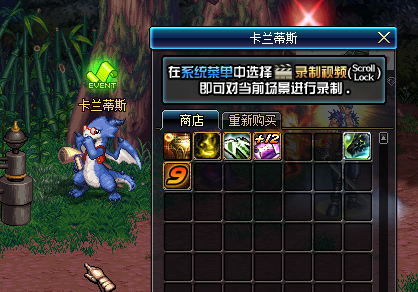 卡兰蒂斯
EVENT
卡兰蒂斯
在系统菜单中选择 录制视频(Scroll Lock)
即可对当前场景进行录制.
商店
重新购买
+12
9